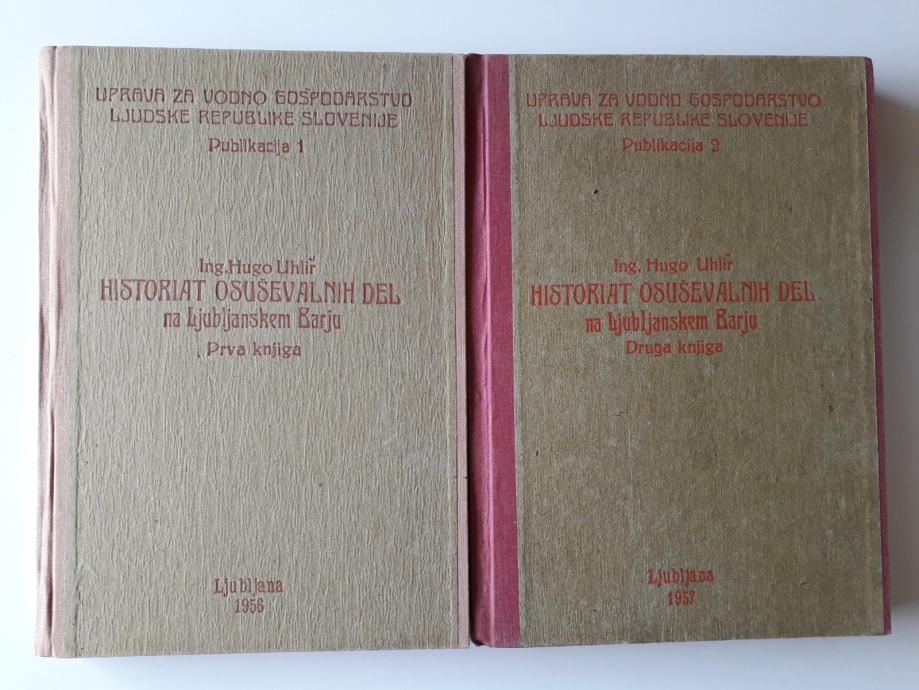 UPRAVA ZA VODNO GOSPODARSTVO
LJUDSKE REPUBLIKE SLOVENIJE
Publikacija 1
Ing. Hugo Uhliř
HISTORIAT OSUŠEVALNIH DEL
na Ljubljanskem Barju
Prva knjiga
Ljubljana
1956
UPRAVA ZA VODNO GOSPODARSTVO
LJUDSKE REPUBLIKE SLOVENIJE
Publikacija 2
Ing. Hugo Uhliř
HISTORIAT OSUŠEVALNIH DEL
na Ljubljanskem Barju
Druga knjiga
Ljubljana
1957